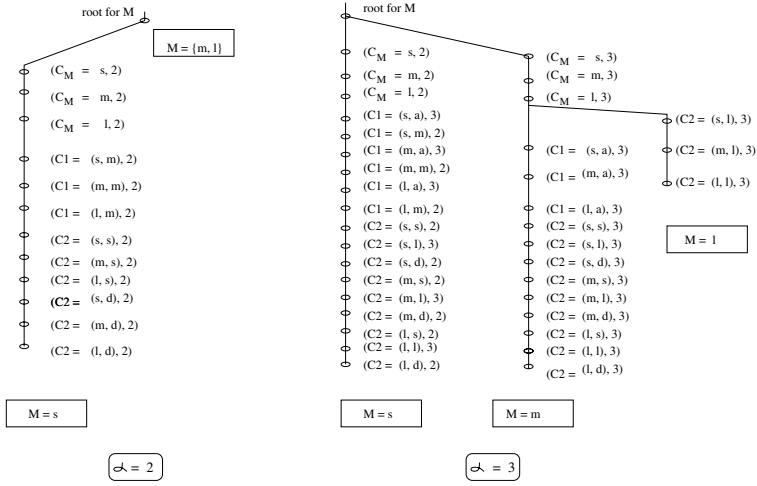 root for M
M = {m, l}
(C_M = s, 2)
(C_M = m, 2)
(C_M = l, 2)
(C1 = (s, m), 2)
(C1 = (m, m), 2)
(C1 = (l, m), 2)
(C2 = (s, s), 2)
(C2 = (m, s), 2)
(C2 = (l, s), 2)
(C2 = (s, d), 2)
(C2 = (m, d), 2)
(C2 = (l, d), 2)
M = s
α = 2
root for M
(C_M = s, 2)
(C_M = m, 2)
(C_M = l, 2)
(C1 = (s, a), 3)
(C1 = (s, m), 2)
(C1 = (m, a), 3)
(C1 = (m, m), 2)
(C1 = (l, a), 3)
(C1 = (l, m), 2)
(C2 = (s, s), 2)
(C2 = (s, l), 3)
(C2 = (s, d), 2)
(C2 = (m, s), 2)
(C2 = (m, l), 3)
(C2 = (m, d), 2)
(C2 = (l, s), 2)
(C2 = (l, l), 3)
(C2 = (l, d), 2)
M = s
(C_M = s, 3)
(C_M = m, 3)
(C_M = l, 3)
(C1 = (s, a), 3)
(C1 = (m, a), 3)
(C1 = (l, a), 3)
(C2 = (s, s), 3)
(C2 = (s, l), 3)
(C2 = (s, d), 3)
(C2 = (m, s), 3)
(C2 = (m, l), 3)
(C2 = (m, d), 3)
(C2 = (l, s), 3)
(C2 = (l, l), 3)
(C2 = (l, d), 3)
M = m
(C2 = (s, l), 3)
(C2 = (m, l), 3)
(C2 = (l, l), 3)
M = l
α = 3